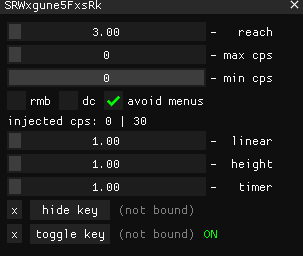 SRWxgune5FxsRk ×
3.00 - reach
0 - max cps
0 - min cps
rmb dc avoid menus
injected cps: 0 | 30
1.00 - linear
1.00 - height
1.00 - timer
x hide key (not bound)
x toggle key (not bound) ON